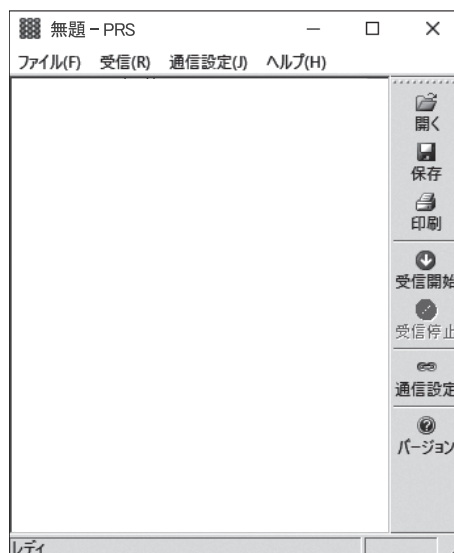 無題 – PRS
ファイル(F) 受信(R) 通信設定(J) ヘルプ(H)
開く
保存
印刷
受信開始
受信停止
通信設定
バージョン
レディ